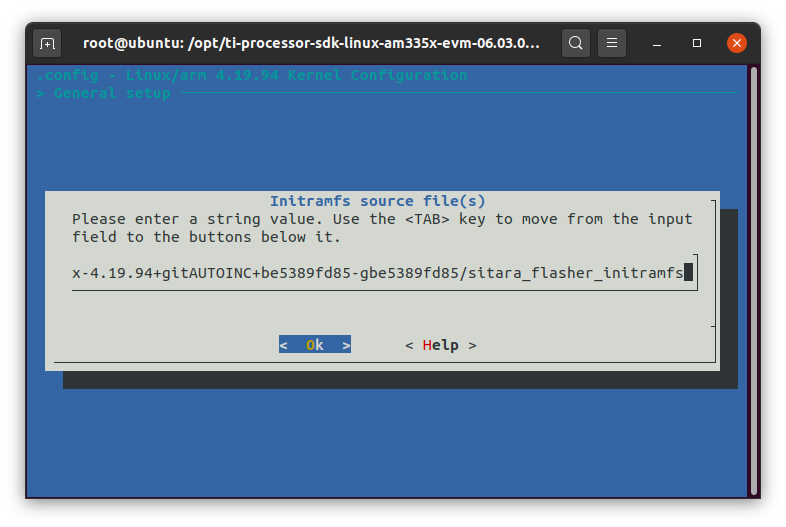 root@ubuntu: /opt/ti-processor-sdk-linux-am335x-evm-06.03.0...
.config - Linux/arm 4.19.94 Kernel Configuration
> General setup
Initramfs source file(s)
Please enter a string value. Use the <TAB> key to move from the input
field to the buttons below it.
x-4.19.94+gitAUTOINC+be5389fd85-gbe5389fd85/sitara_flasher_initramfs
< Ok > < Help >